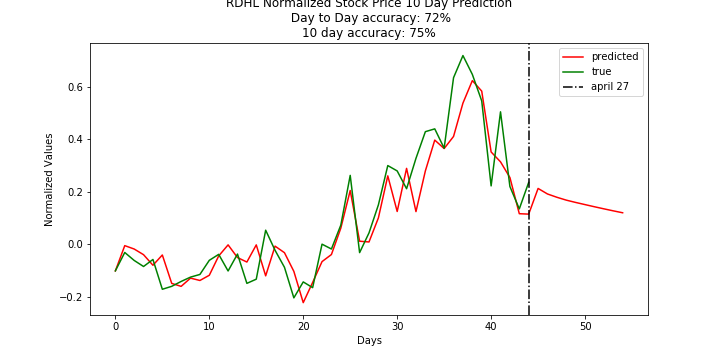 RDHL Normalized Stock Price 10 Day Prediction
Day to Day accuracy: 72%
10 day accuracy: 75%
predicted
true
april 27
Normalized Values
0.6
0.4
0.2
0.0
−0.2
0
10
20
30
40
50
Days